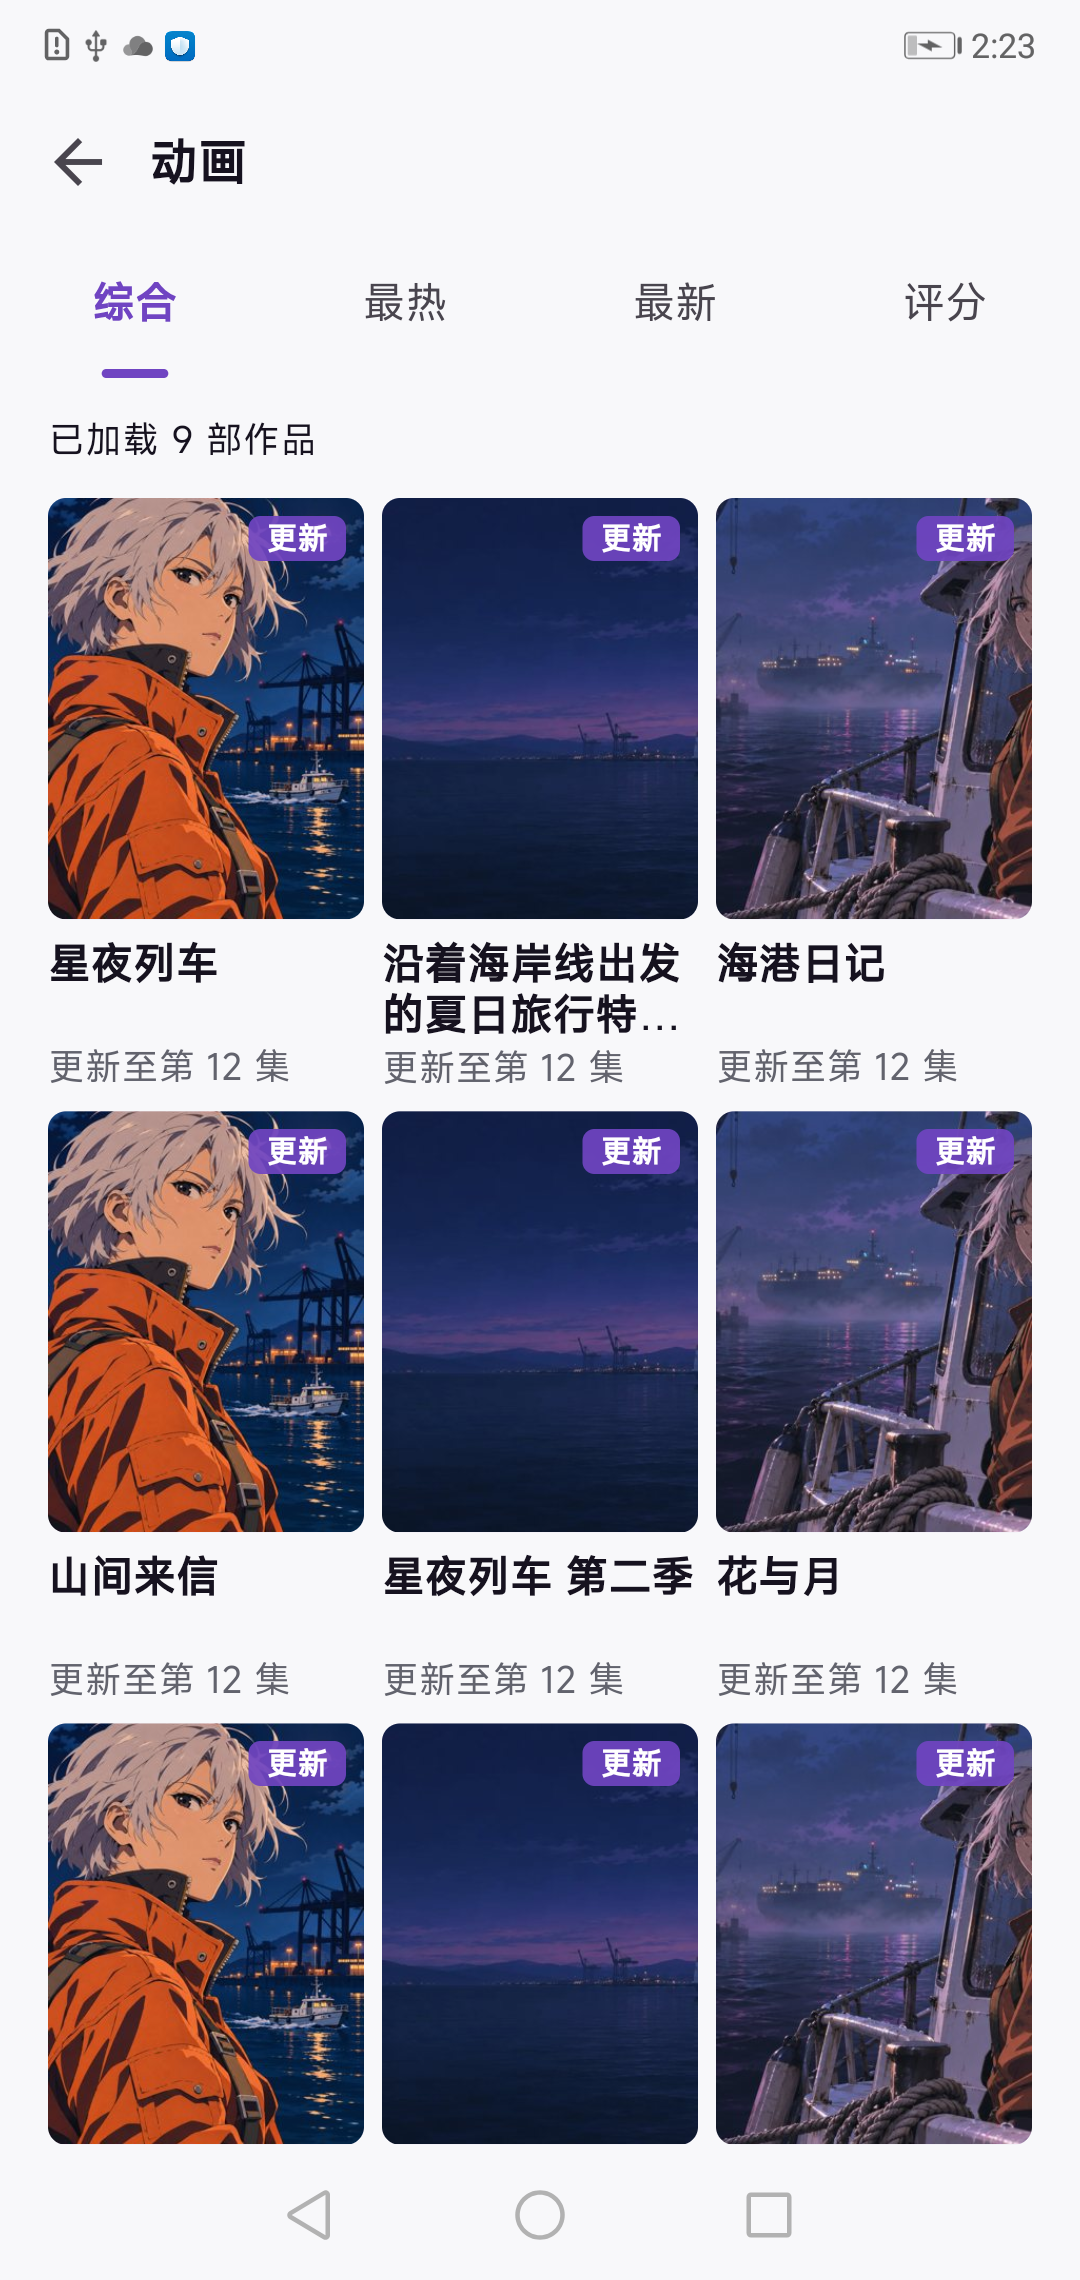 2:23
动画
综合 最热 最新 评分
已加载 9 部作品
更新 更新 更新
星夜列车 沿着海岸线出发 海港日记
的夏日旅行特…
更新至第 12 集 更新至第 12 集 更新至第 12 集
更新 更新 更新
山间来信 星夜列车 第二季 花与月
更新至第 12 集 更新至第 12 集 更新至第 12 集
更新 更新 更新